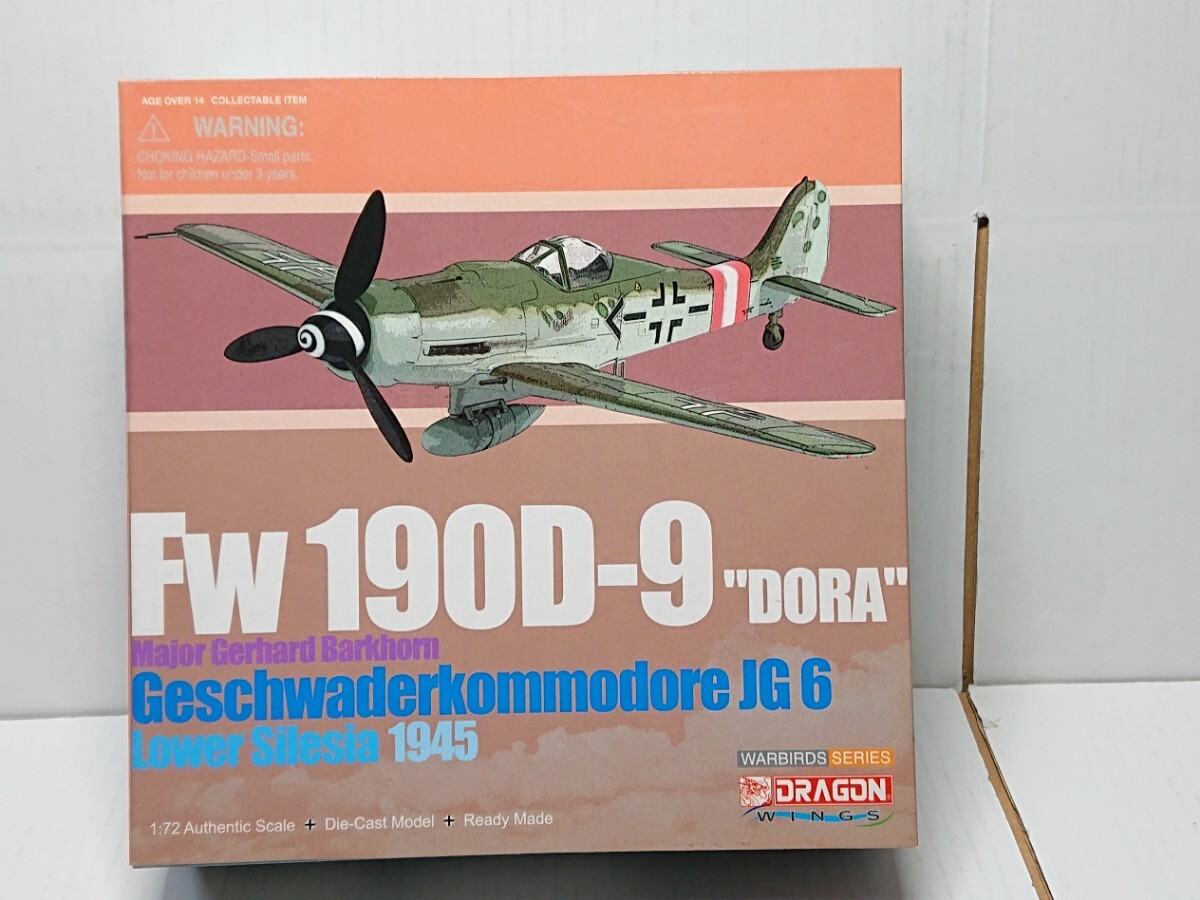 AGE OVER 14 COLLECTABLE ITEM
WARNING:
CHOKING HAZARD-Small parts.
Not for children under 3 years.
Fw 190D-9 "DORA"
Major Gerhard Barkhorn
Geschwaderkommodore JG 6
Lower Silesia 1945
WARBIRDS SERIES
DRAGON
WINGS
1:72 Authentic Scale + Die-Cast Model + Ready Made